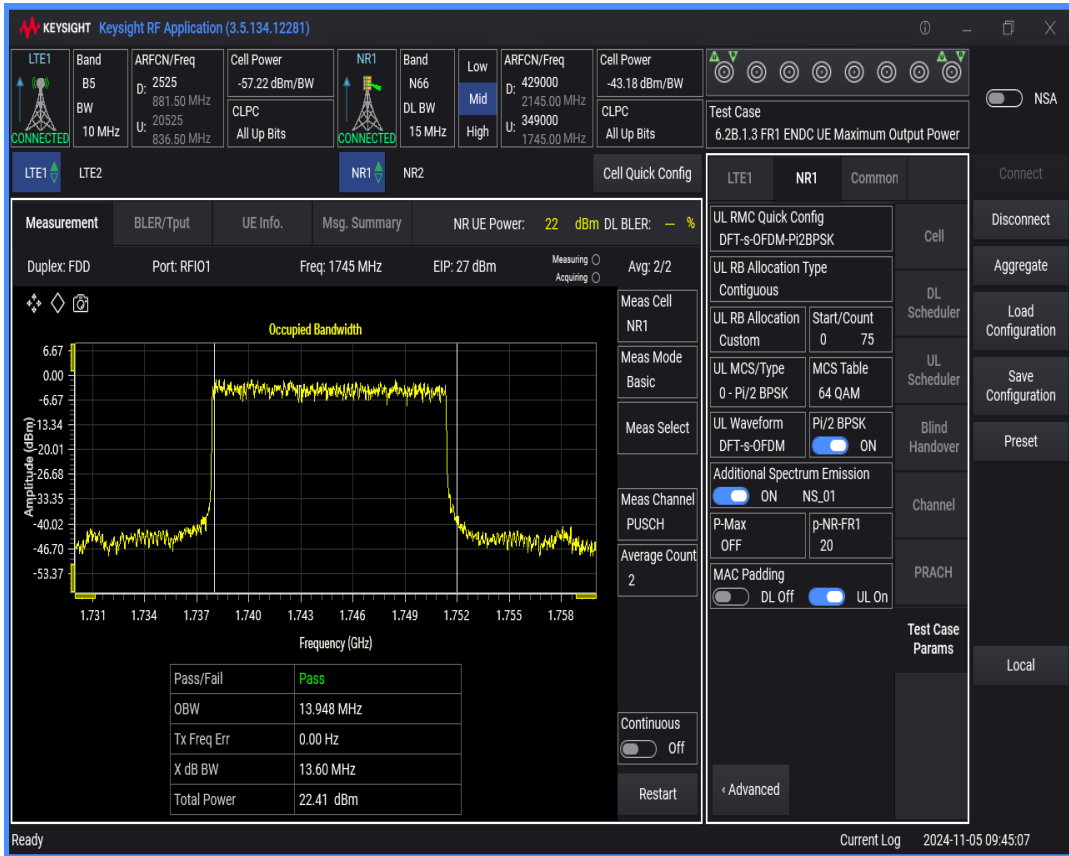 KEYSIGHT Keysight RF Application (3.5.134.12281)
LTE1
CONNECTED
Band
B5
BW
10 MHz
ARFCN/Freq
D: 2525
881.50 MHz
U: 20525
836.50 MHz
Cell Power
-57.22 dBm/BW
CLPC
All Up Bits
NR1
CONNECTED
Band
N66
DL BW
15 MHz
Low
Mid
High
ARFCN/Freq
D: 429000
2145.00 MHz
U: 349000
1745.00 MHz
Cell Power
-43.18 dBm/BW
CLPC
All Up Bits
Test Case
6.2B.1.3 FR1 ENDC UE Maximum Output Power
NSA
LTE1 LTE2 NR1 NR2 Cell Quick Config
Measurement BLER/Tput UE Info. Msg. Summary NR UE Power: 22 dBm DL BLER: — %
Duplex: FDD Port: RFIO1 Freq: 1745 MHz EIP: 27 dBm Measuring Avg: 2/2
Acquiring
Occupied Bandwidth
Amplitude (dBm)
6.67
0.00
-6.67
-13.34
-20.01
-26.68
-33.35
-40.02
-46.70
-53.37
1.731 1.734 1.737 1.740 1.743 1.746 1.749 1.752 1.755 1.758
Frequency (GHz)
Pass/Fail Pass
OBW 13.948 MHz
Tx Freq Err 0.00 Hz
X dB BW 13.60 MHz
Total Power 22.41 dBm
Meas Cell
NR1
Meas Mode
Basic
Meas Select
Meas Channel
PUSCH
Average Count
2
Continuous
Off
Restart
LTE1 NR1 Common
UL RMC Quick Config
DFT-s-OFDM-Pi2BPSK
UL RB Allocation Type
Contiguous
UL RB Allocation Start/Count
Custom 0 75
UL MCS/Type MCS Table
0 - Pi/2 BPSK 64 QAM
UL Waveform Pi/2 BPSK
DFT-s-OFDM ON
Additional Spectrum Emission
ON NS_01
P-Max p-NR-FR1
OFF 20
MAC Padding
DL Off UL On
‹ Advanced
Cell
DL
Scheduler
UL
Scheduler
Blind
Handover
Channel
PRACH
Test Case
Params
Connect
Disconnect
Aggregate
Load
Configuration
Save
Configuration
Preset
Local
Ready Current Log 2024-11-05 09:45:07